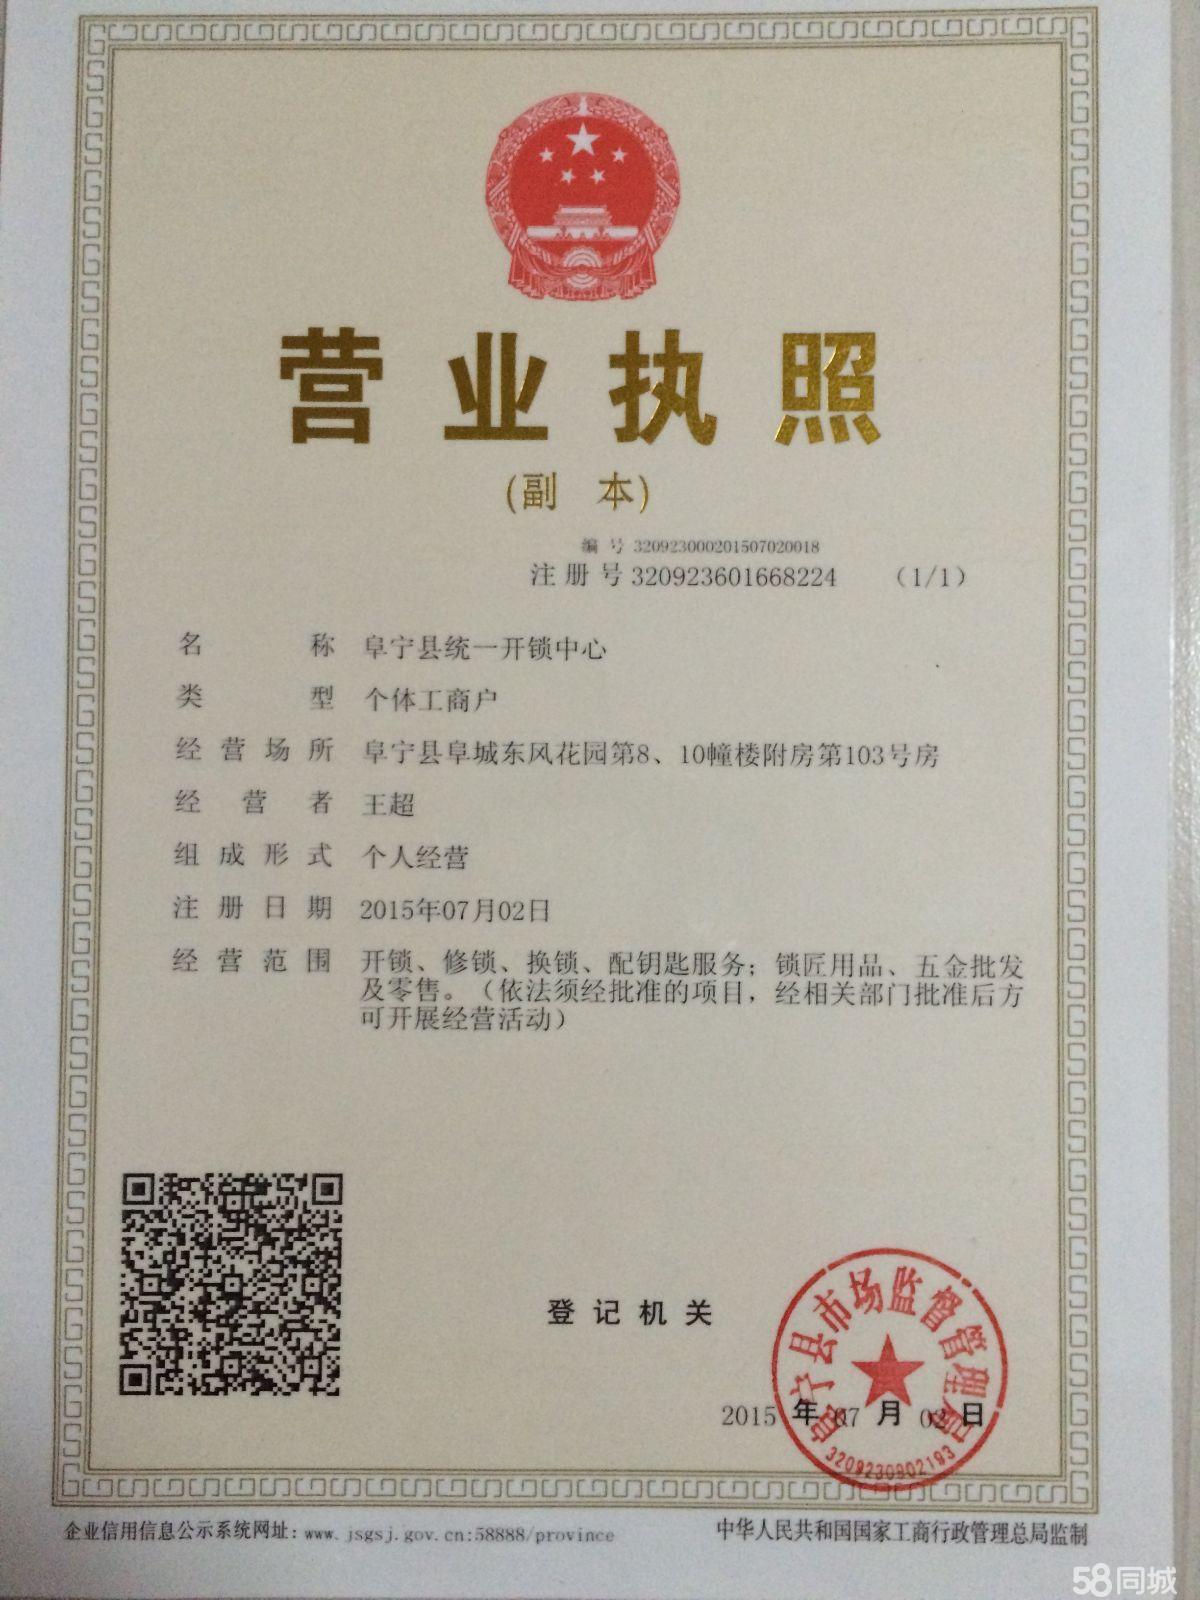 营业执照
(副 本)
编 号 320923000201507020018
注 册 号 320923601668224 (1/1)
名 称 阜宁县统一开锁中心
类 型 个体工商户
经 营 场 所 阜宁县阜城东风花园第8、10幢楼附房第103号房
经 营 者 王超
组 成 形 式 个人经营
注 册 日 期 2015年07月02日
经 营 范 围 开锁、修锁、换锁、配钥匙服务；锁匠用品、五金批发
及零售。（依法须经批准的项目，经相关部门批准后方
可开展经营活动）
登 记 机 关
阜宁县市场监督管理局
2015 年 07 月 02 日
3209230902193
企业信用信息公示系统网址：www.jsgsj.gov.cn:58888/province
中华人民共和国国家工商行政管理总局监制
58同城